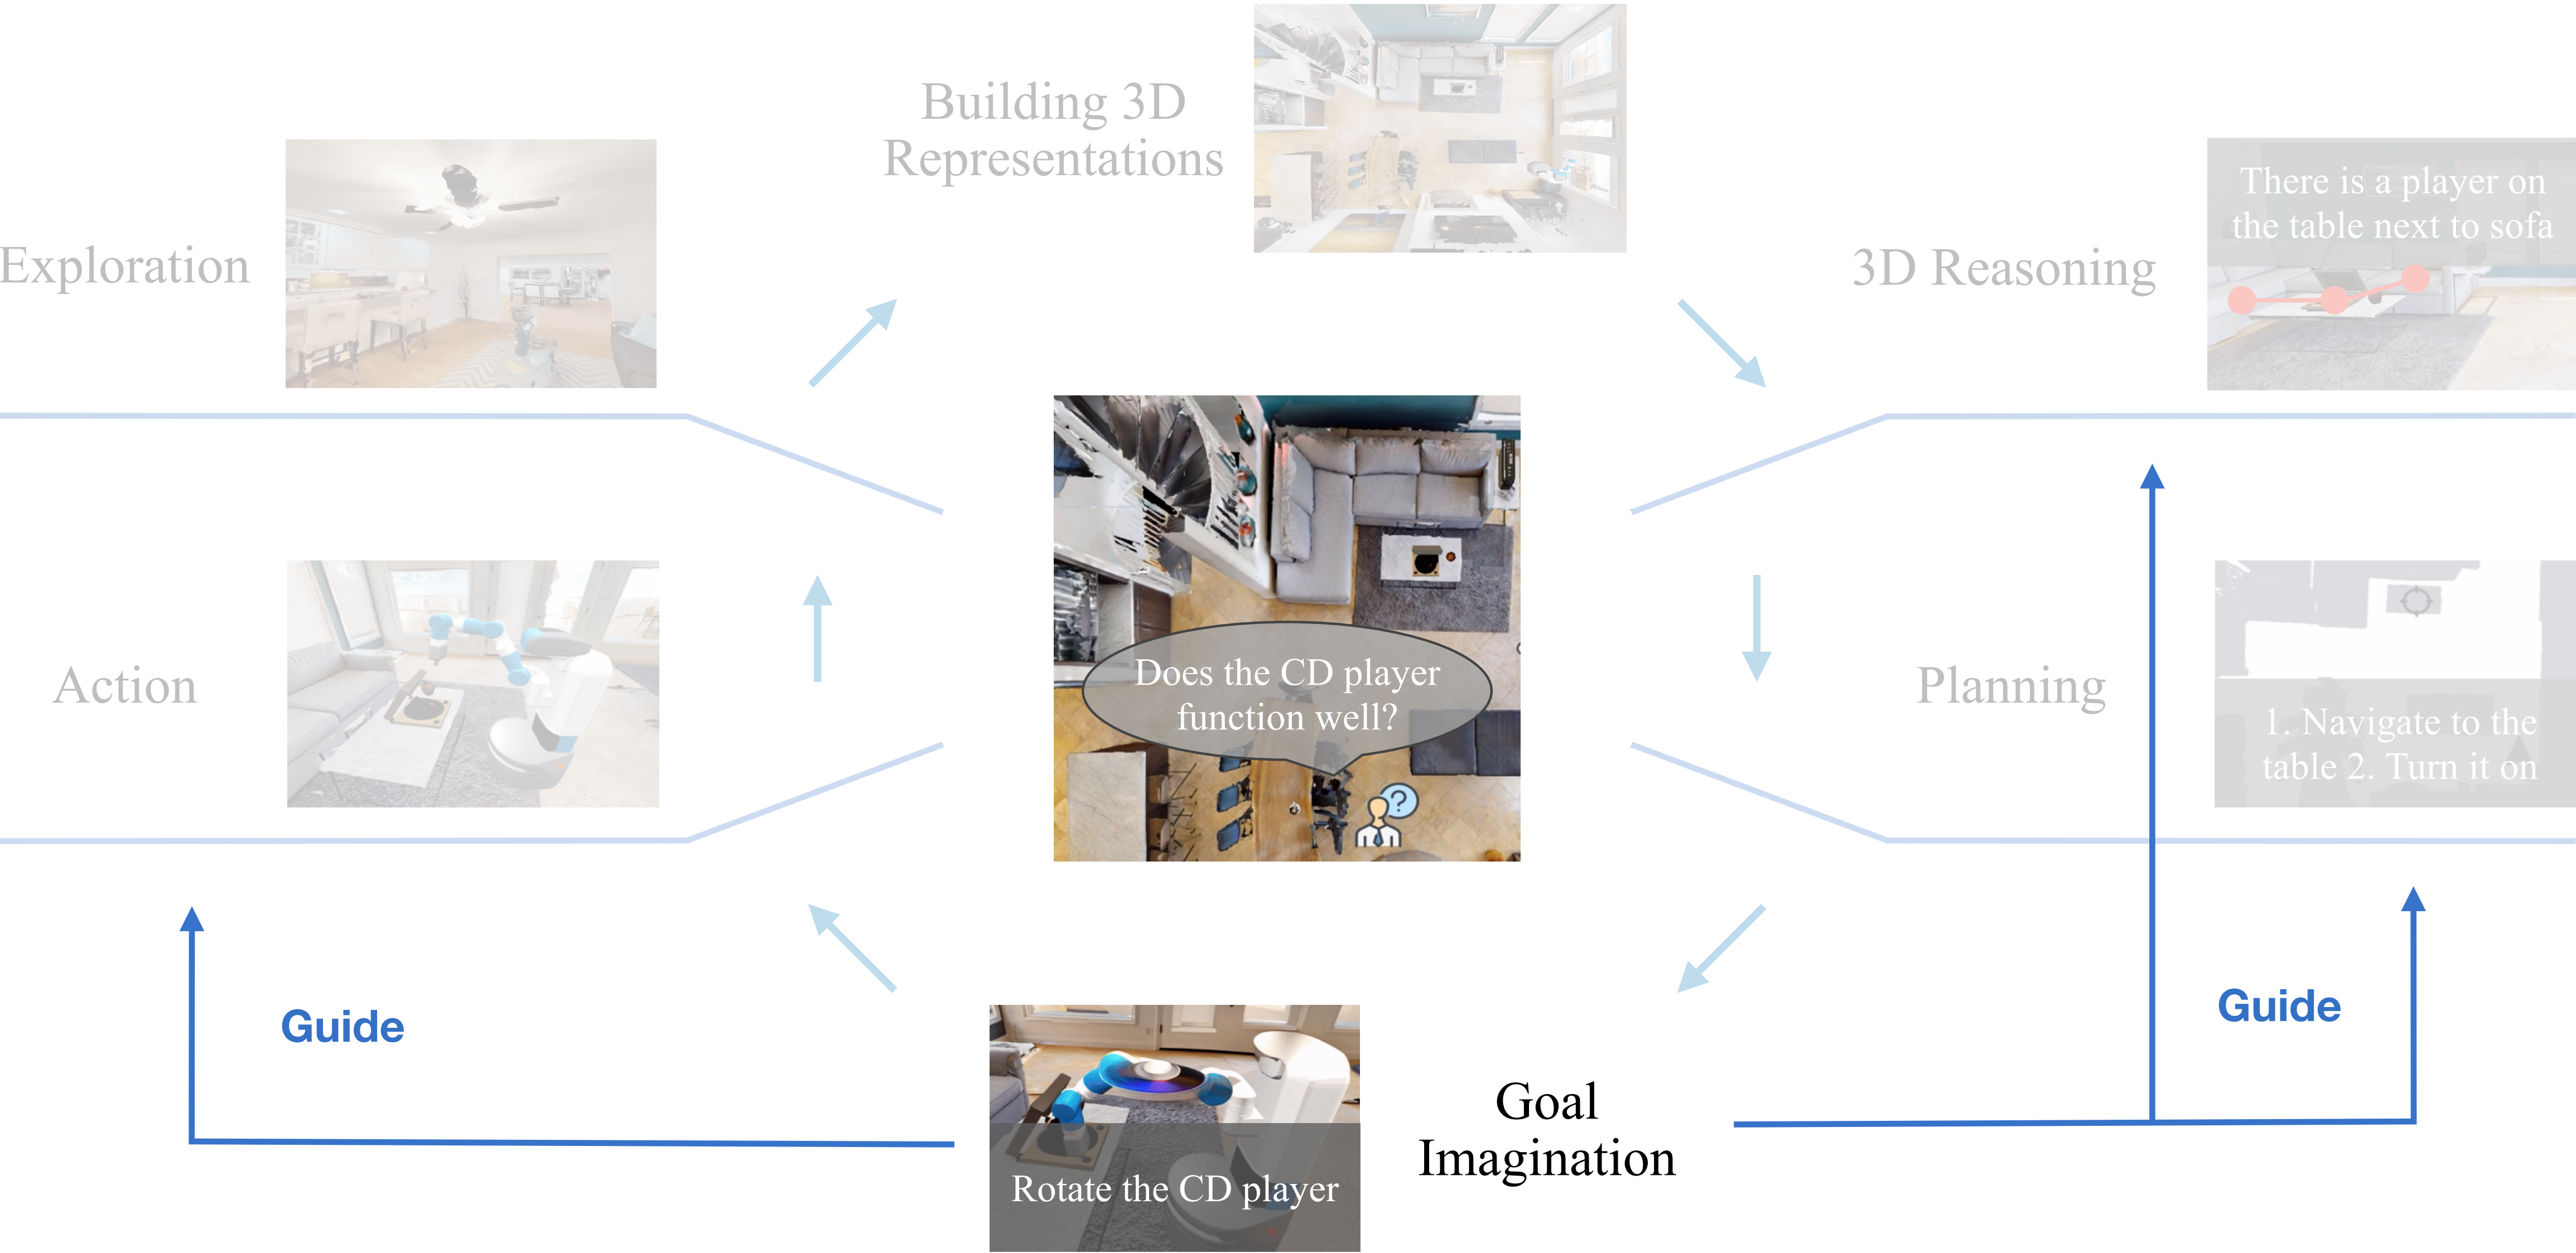 Building 3D
Representations
Exploration
3D Reasoning
There is a player on
the table next to sofa
Action
Does the CD player
function well?
?
Planning
1. Navigate to the
table 2. Turn it on
Guide
Guide
Rotate the CD player
Goal
Imagination